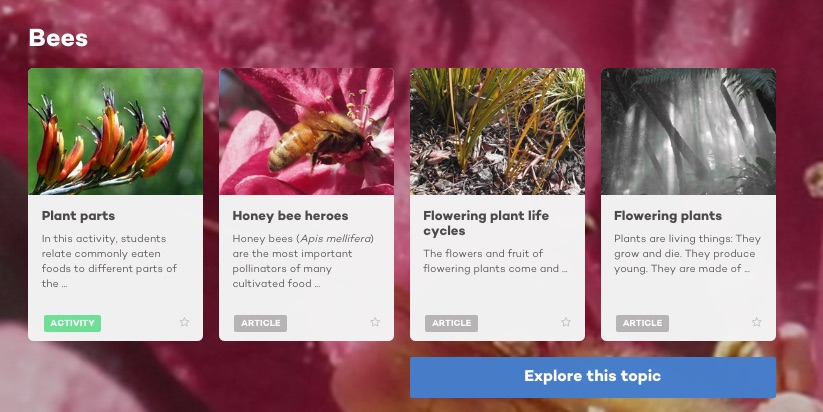 Bees
Plant parts
In this activity, students
relate commonly eaten
foods to different parts of
the ...
ACTIVITY
Honey bee heroes
Honey bees (Apis mellifera)
are the most important
pollinators of many
cultivated food ...
ARTICLE
Flowering plant life
cycles
The flowers and fruit of
flowering plants come and ...
ARTICLE
Flowering plants
Plants are living things: They
grow and die. They produce
young. They are made of ...
ARTICLE
Explore this topic